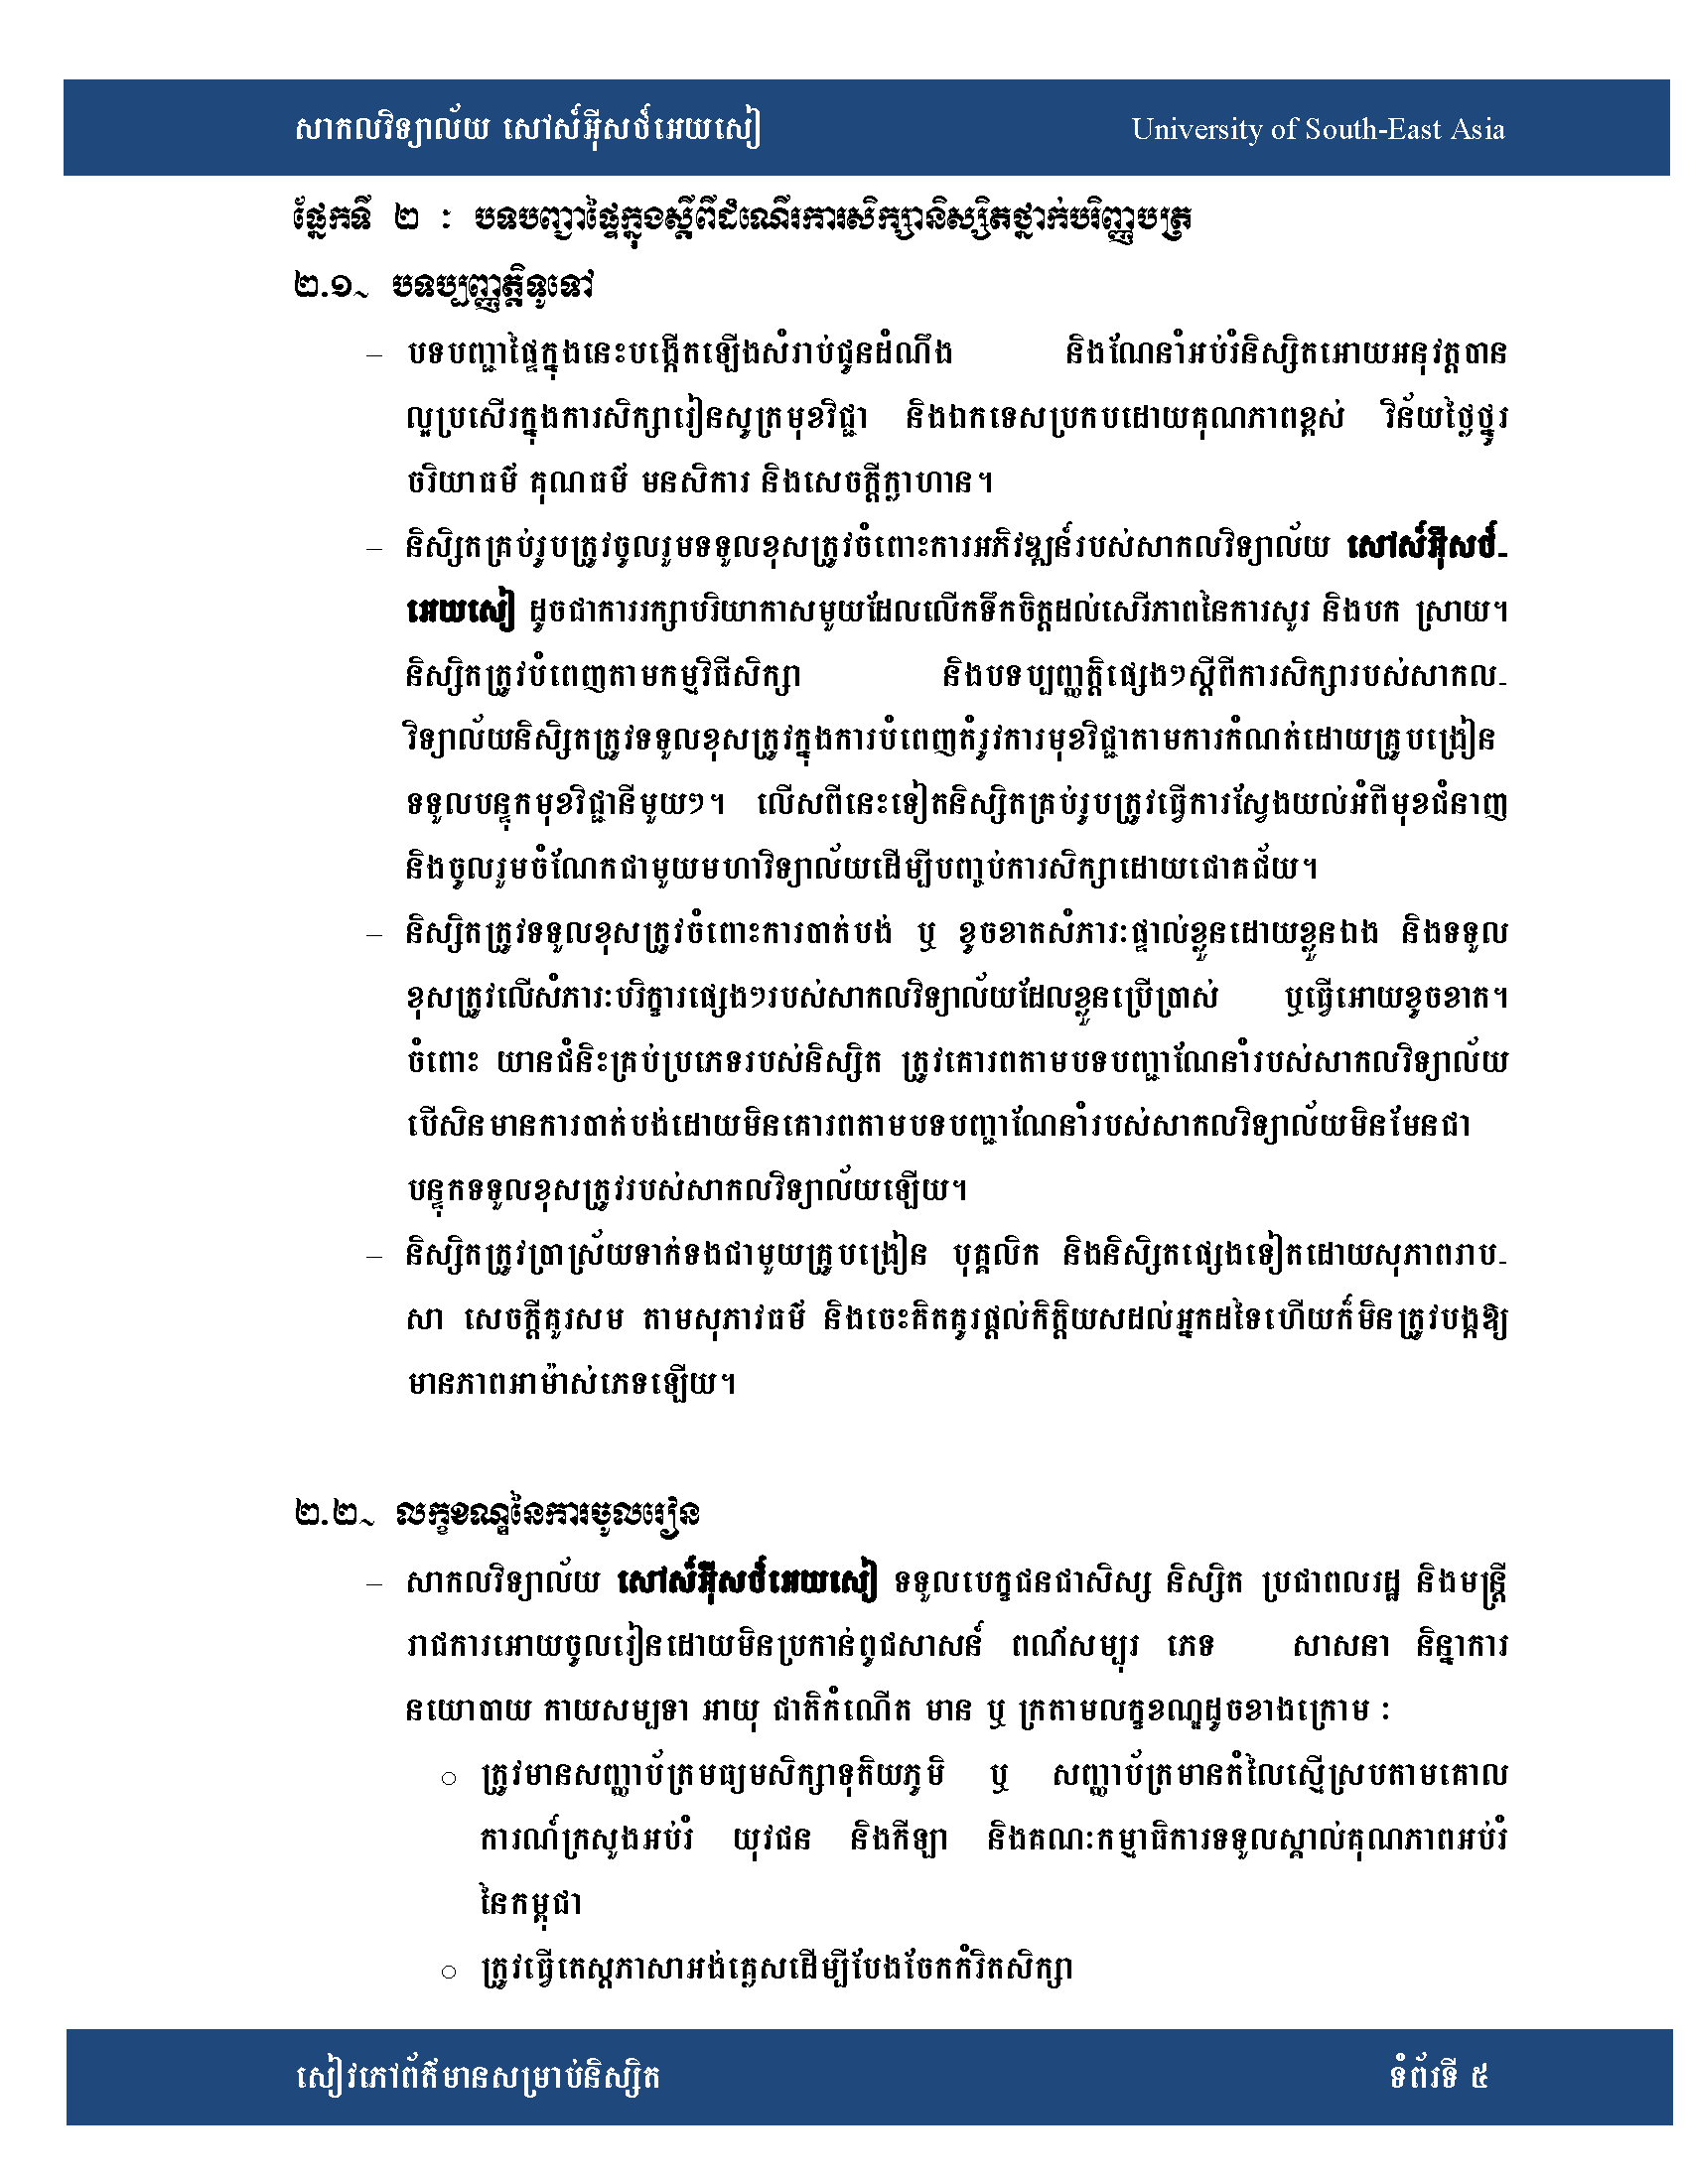 សាកលវិទ្យាល័យ សៅស៍អ៊ីសថ៍អេយសៀ University of South-East Asia
ផ្នែកទី ២ : បទបញ្ជាផ្ទៃក្នុងស្តីពីដំណើរការសិក្សានិស្សិតថ្នាក់បរិញ្ញបត្រ
២.១~ បទប្បញ្ញត្តិទូទៅ
– បទបញ្ជាផ្ទៃក្នុងនេះបង្កើតឡើងសំរាប់ជូនដំណឹង និងណែនាំអប់រំនិស្សិតអោយអនុវត្តបាន
ល្អប្រសើរក្នុងការសិក្សារៀនសូត្រមុខវិជ្ជា និងឯកទេសប្រកបដោយគុណភាពខ្ពស់ វិន័យថ្លៃថ្នូរ
ចរិយាធម៌ គុណធម៌ មនសិការ និងសេចក្តីក្លាហាន។
– និសិ្សតគ្រប់រូបត្រូវចូលរួមទទួលខុសត្រូវចំពោះការអភិវឌ្ឍន៍របស់សាកលវិទ្យាល័យ សៅស៍អ៊ីសថ៍-
អេយសៀ ដូចជាការរក្សាបរិយាកាសមួយដែលលើកទឹកចិត្តដល់សេរីភាពនៃការសួរ និងបក ស្រាយ។
និស្សិតត្រូវបំពេញតាមកម្មវិធីសិក្សា និងបទប្បញ្ញត្តិផ្សេងៗស្តីពីការសិក្សារបស់សាកល-
វិទ្យាល័យនិសិ្សតត្រូវទទួលខុសត្រូវក្នុងការបំពេញតំរូវការមុខវិជ្ជាតាមការកំណត់ដោយគ្រូបង្រៀន
ទទួលបន្ទុកមុខវិជ្ជានីមួយៗ។ លើសពីនេះទៀតនិស្សិតគ្រប់រូបត្រូវធ្វើការស្វែងយល់អំពីមុខជំនាញ
និងចូលរួមចំណែកជាមួយមហាវិទ្យាល័យដើម្បីបញ្ចប់ការសិក្សាដោយជោគជ័យ។
– និស្សិតត្រូវទទួលខុសត្រូវចំពោះការបាត់បង់ ឬ ខូចខាតសំភារៈផ្ទាល់ខ្លួនដោយខ្លួនឯង និងទទួល
ខុសត្រូវលើសំភារៈបរិក្ខារផ្សេងៗរបស់សាកលវិទ្យាល័យដែលខ្លួនប្រើប្រាស់ ឬធ្វើអោយខូចខាត។
ចំពោះ យានជំនិះគ្រប់ប្រភេទរបស់និស្សិត ត្រូវគោរពតាមបទបញ្ជាណែនាំរបស់សាកលវិទ្យាល័យ
បើសិនមានការបាត់បង់ដោយមិនគោរពតាមបទបញ្ជាណែនាំរបស់សាកលវិទ្យាល័យមិនមែនជា
បន្ទុកទទួលខុសត្រូវរបស់សាកលវិទ្យាល័យឡើយ។
– និស្សិតត្រូវប្រាស្រ័យទាក់ទងជាមួយគ្រូបង្រៀន បុគ្គលិក និងនិសិ្សតផ្សេងទៀតដោយសុភាពរាប-
សា សេចក្តីគួរសម តាមសុភាវធម៌ និងចេះគិតគូរផ្តល់កិត្តិយសដល់អ្នកដទៃហើយក៏មិនត្រូវបង្កឱ្យ
មានភាពអាម៉ាស់ភេទឡើយ។
២.២~ លក្ខខណ្ឌនៃការចូលរៀន
– សាកលវិទ្យាល័យ សៅស៍អ៊ីសថ៍អេយសៀ ទទួលបេក្ខជនជាសិស្ស និស្សិត ប្រជាពលរដ្ឋ និងមន្ត្រី
រាជការអោយចូលរៀនដោយមិនប្រកាន់ពូជសាសន៍ ពណ៌សម្បុរ ភេទ សាសនា និន្នាការ
នយោបាយ កាយសម្បទា អាយុ ជាតិកំណើត មាន ឬ ក្រតាមលក្ខខណ្ឌដូចខាងក្រោម :
○ ត្រូវមានសញ្ញាប័ត្រមធ្យមសិក្សាទុតិយភូមិ ឬ សញ្ញាប័ត្រមានតំលៃស្មើស្របតាមគោល
ការណ៍ក្រសួងអប់រំ យុវជន និងកីឡា និងគណៈកម្មាធិការទទួលស្គាល់គុណភាពអប់រំ
នៃកម្ពុជា
○ ត្រូវធ្វើតេស្តភាសាអង់គ្លេសដើម្បីបែងចែកកំរិតសិក្សា
សៀវភៅព័ត៌មានសម្រាប់និស្សិត ទំព័រទី ៥